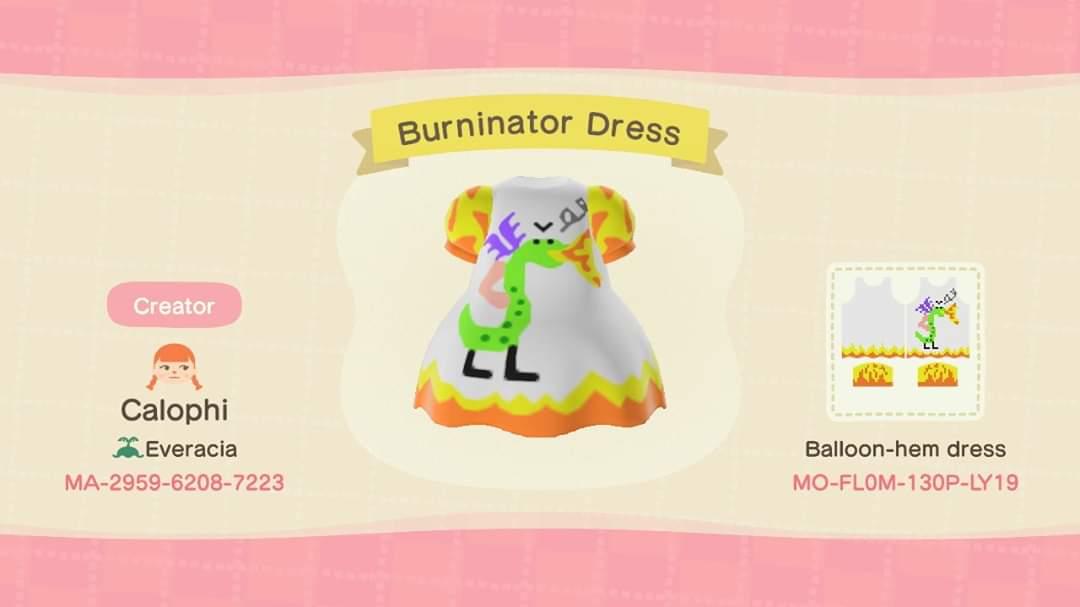 Burninator Dress
Creator
Calophi
Everacia
MA-2959-6208-7223
Balloon-hem dress
MO-FL0M-130P-LY19